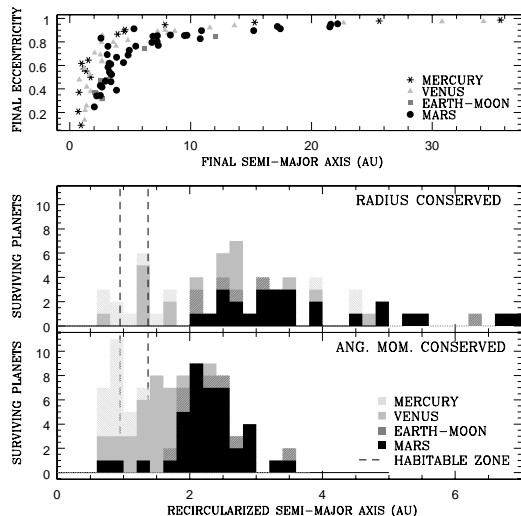 FINAL ECCENTRICITY
1
0.8
0.6
0.4
0.2
MERCURY
VENUS
EARTH-MOON
MARS
0 10 20 30
FINAL SEMI-MAJOR AXIS (AU)
SURVIVING PLANETS
10
8
6
4
2
0
RADIUS CONSERVED
SURVIVING PLANETS
10
8
6
4
2
0
ANG. MOM. CONSERVED
MERCURY
VENUS
EARTH-MOON
MARS
HABITABLE ZONE
0 2 4 6
RECIRCULARIZED SEMI-MAJOR AXIS (AU)